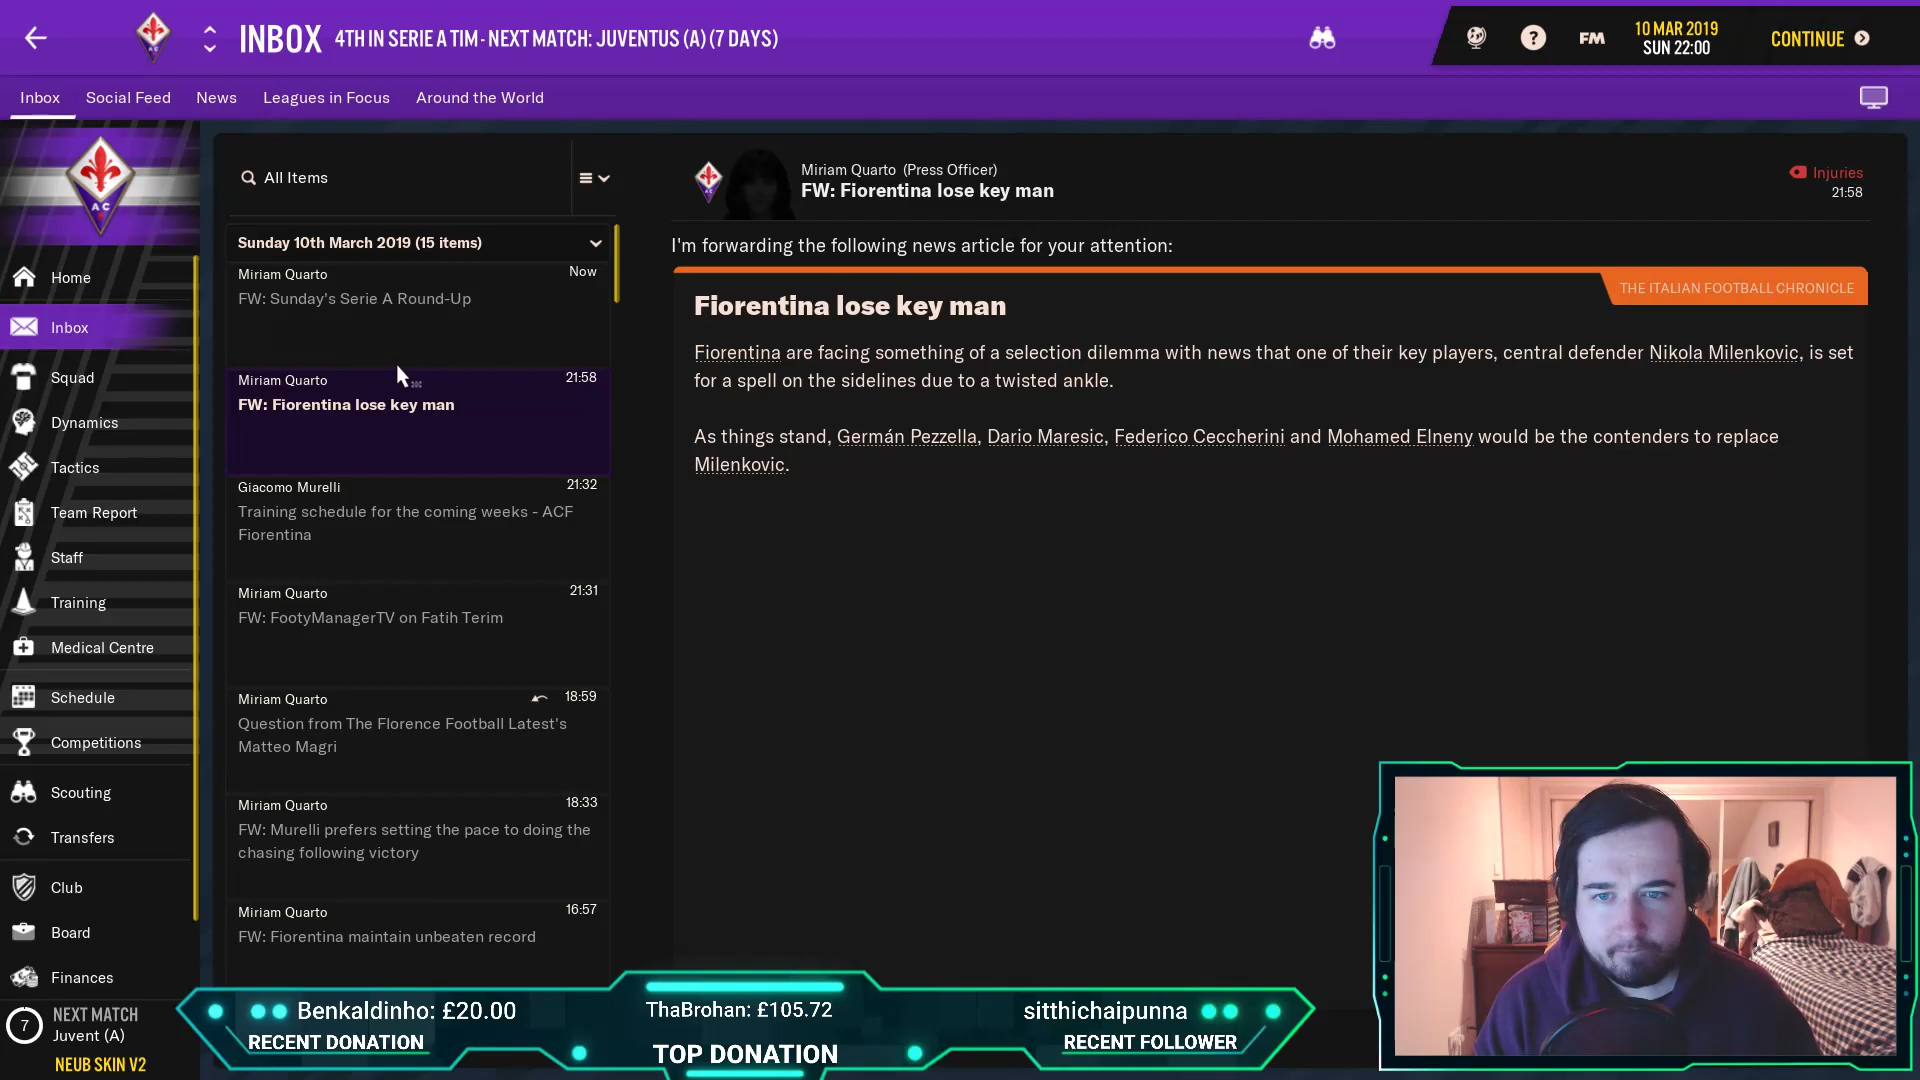 INBOX 4TH IN SERIE A TIM - NEXT MATCH: JUVENTUS (A) (7 DAYS)
FM
10 MAR 2019
SUN 22:00
CONTINUE
Inbox
Social Feed
News
Leagues in Focus
Around the World
A C
Home
Inbox
Squad
Dynamics
Tactics
Team Report
Staff
Training
Medical Centre
Schedule
Competitions
Scouting
Transfers
Club
Board
Finances
7
NEXT MATCH
Juvent (A)
NEUB SKIN V2
All Items
Sunday 10th March 2019 (15 items)
Miriam Quarto Now
FW: Sunday's Serie A Round-Up
Miriam Quarto 21:58
FW: Fiorentina lose key man
Giacomo Murelli 21:32
Training schedule for the coming weeks - ACF
Fiorentina
Miriam Quarto 21:31
FW: FootyManagerTV on Fatih Terim
Miriam Quarto 18:59
Question from The Florence Football Latest's
Matteo Magri
Miriam Quarto 18:33
FW: Murelli prefers setting the pace to doing the
chasing following victory
Miriam Quarto 16:57
FW: Fiorentina maintain unbeaten record
Miriam Quarto (Press Officer)
FW: Fiorentina lose key man
Injuries
21:58
I'm forwarding the following news article for your attention:
THE ITALIAN FOOTBALL CHRONICLE
Fiorentina lose key man
Fiorentina are facing something of a selection dilemma with news that one of their key players, central defender Nikola Milenkovic, is set
for a spell on the sidelines due to a twisted ankle.
As things stand, Germán Pezzella, Dario Maresic, Federico Ceccherini and Mohamed Elneny would be the contenders to replace
Milenkovic.
Benkaldinho: £20.00
RECENT DONATION
ThaBrohan: £105.72
TOP DONATION
sitthichaipunna
RECENT FOLLOWER